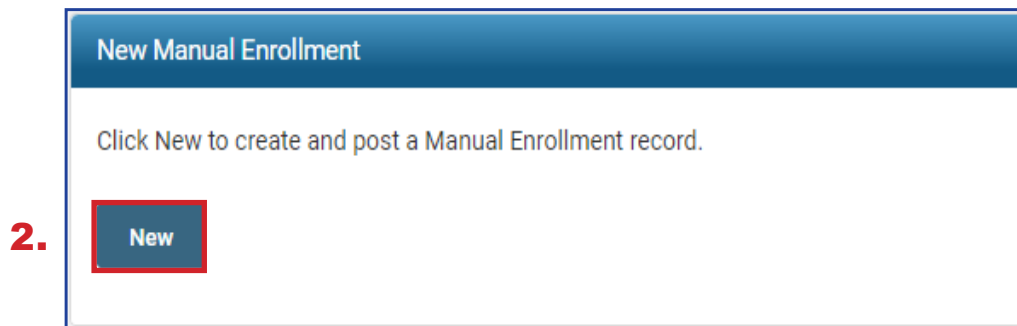 New Manual Enrollment
Click New to create and post a Manual Enrollment record.
2. New